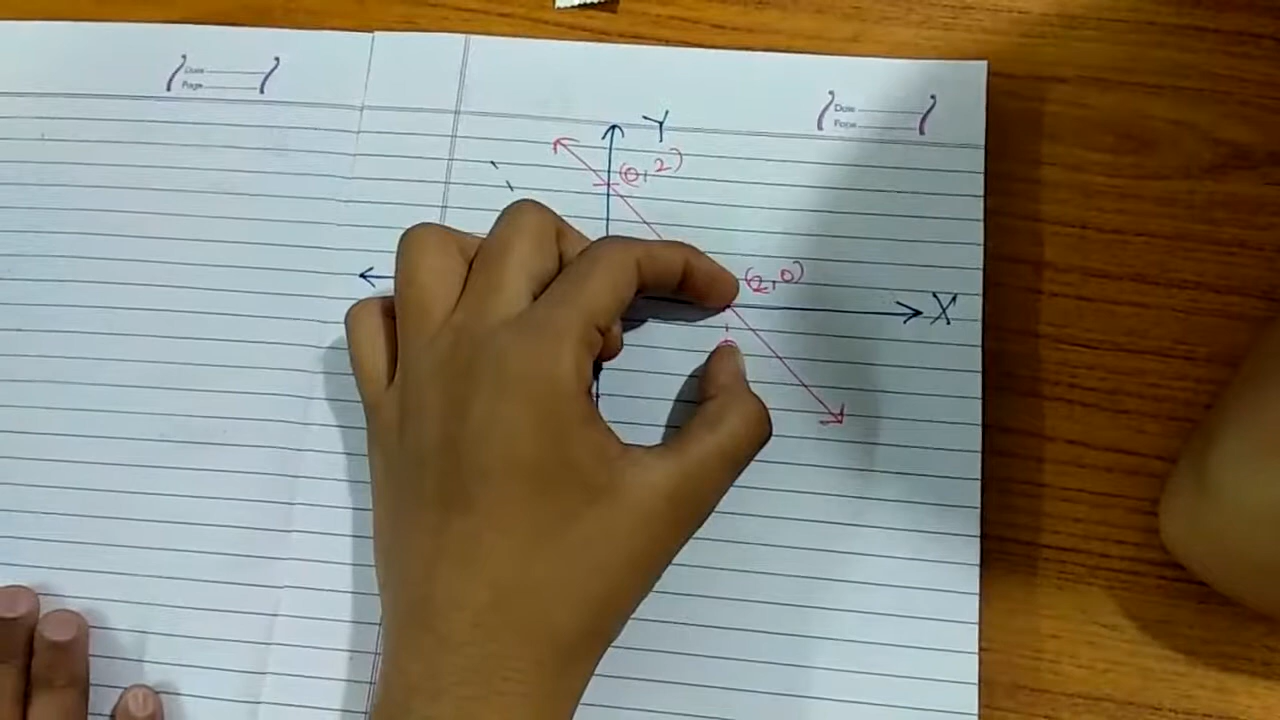 Date
Page
Date
Page
Y
(0,2)
(2,0)
X